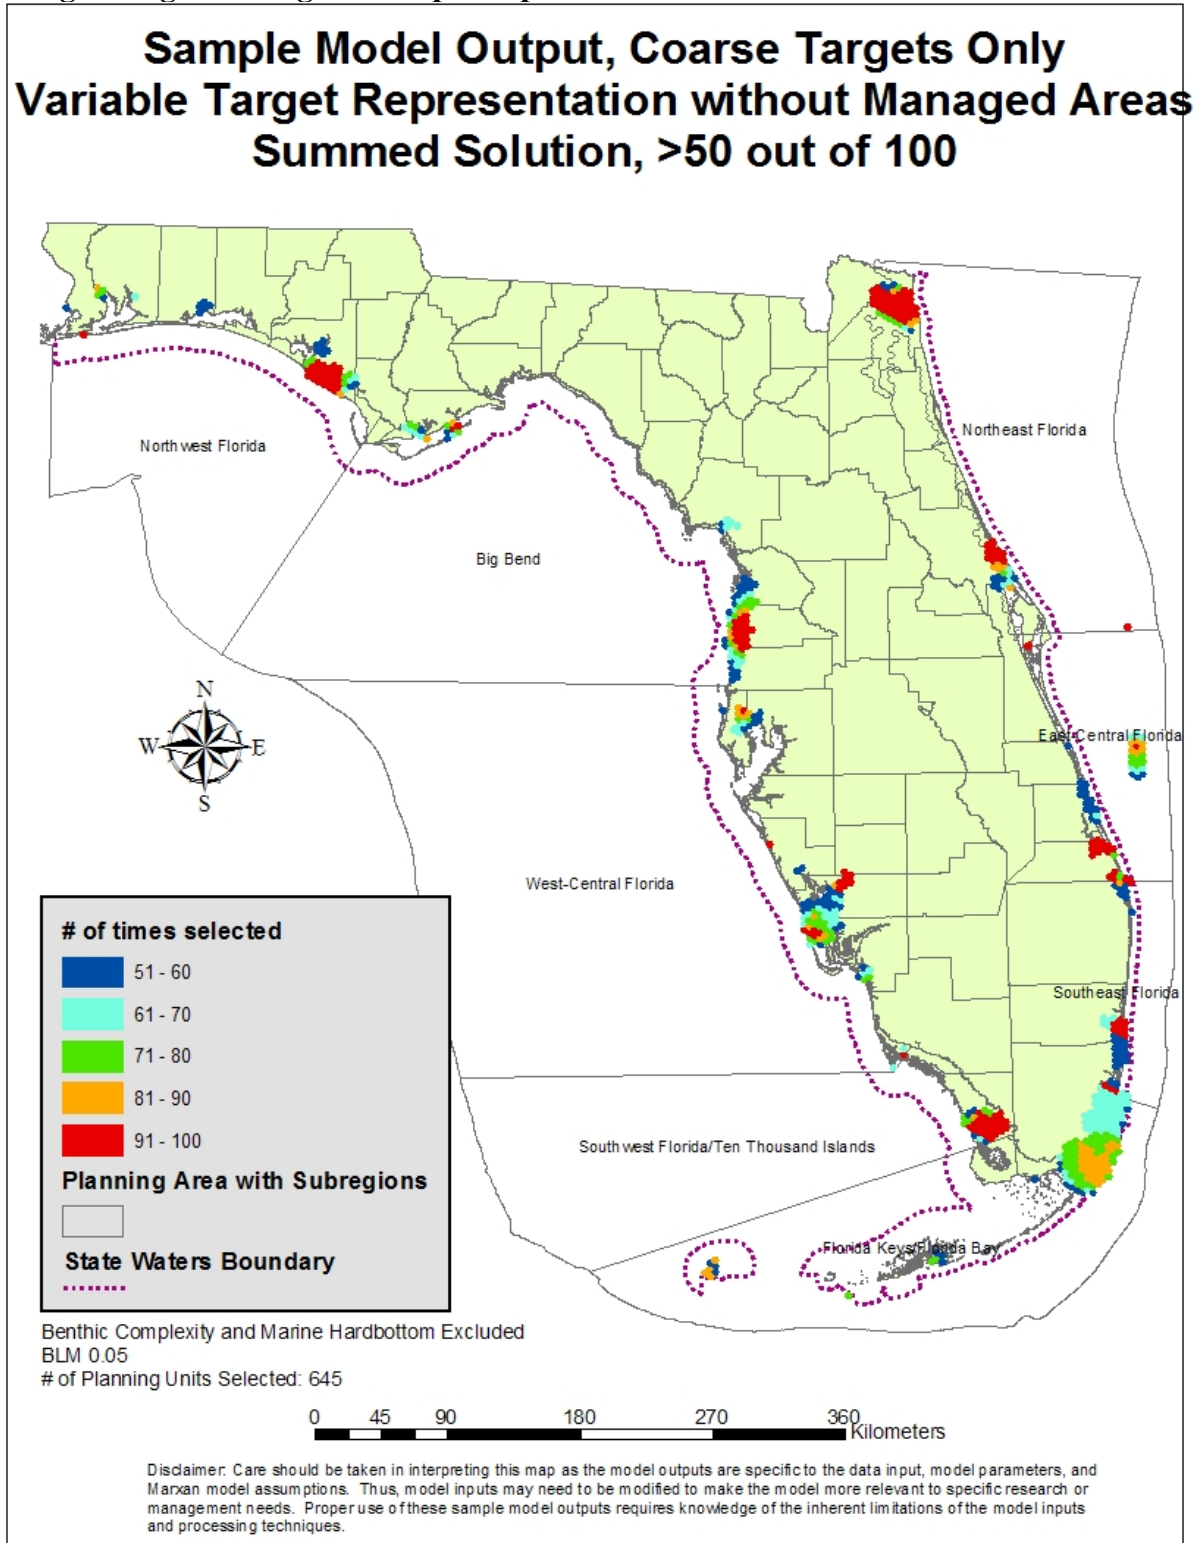 Sample Model Output, Coarse Targets Only
Variable Target Representation without Managed Areas
Summed Solution, >50 out of 100
Northwest Florida
Northeast Florida
Big Bend
N
W
E
S
East-Central Florida
West-Central Florida
Southeast Florida
Southwest Florida/Ten Thousand Islands
Florida Keys/Florida Bay
# of times selected
51 - 60
61 - 70
71 - 80
81 - 90
91 - 100
Planning Area with Subregions
State Waters Boundary
Benthic Complexity and Marine Hardbottom Excluded
BLM 0.05
# of Planning Units Selected: 645
0 45 90 180 270 360
Kilometers
Disclaimer: Care should be taken in interpreting this map as the model outputs are specific to the data input, model parameters, and
Marxan model assumptions. Thus, model inputs may need to be modified to make the model more relevant to specific research or
management needs. Proper use of these sample model outputs requires knowledge of the inherent limitations of the model inputs
and processing techniques.